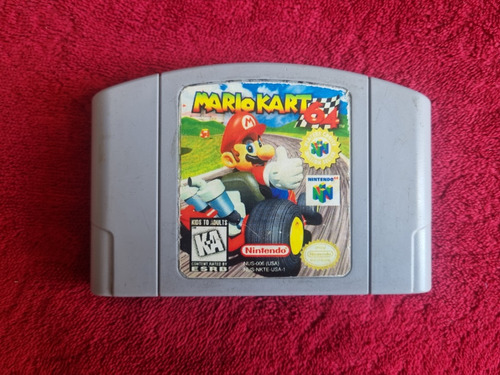 MARIO KART
64
M
NINTENDO 64
N
KIDS TO ADULTS
KA
CONTENT RATED BY
ESRB
Nintendo
NUS-006 (USA)
NUS-NKTE-USA-1